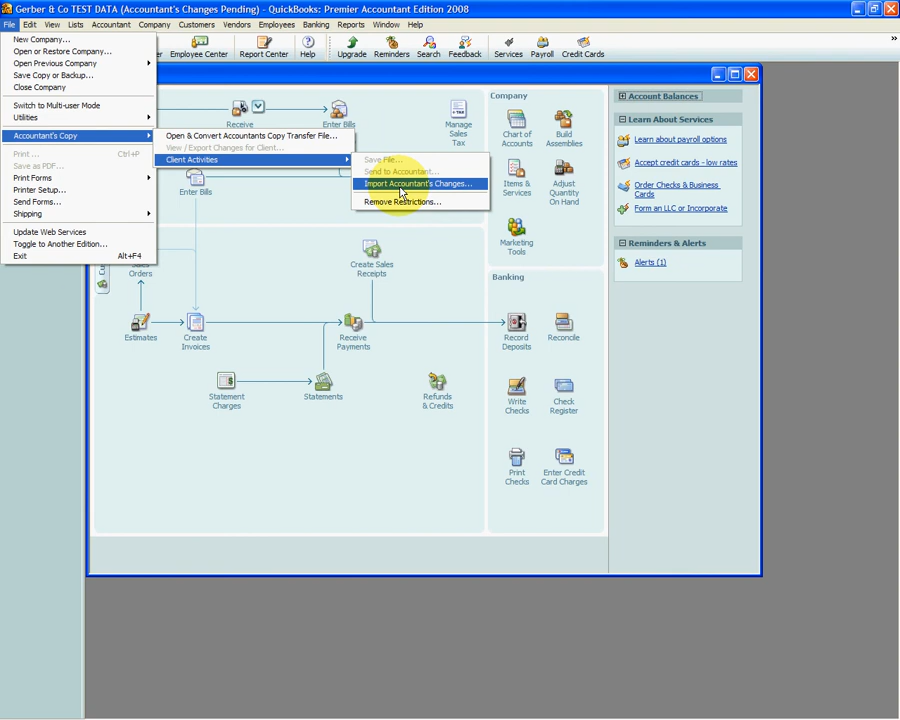 Gerber & Co TEST DATA (Accountant's Changes Pending) - QuickBooks: Premier Accountant Edition 2008
File Edit View Lists Accountant Company Customers Vendors Employees Banking Reports Window Help
Employee Center Report Center Help Upgrade Reminders Search Feedback Services Payroll Credit Cards
New Company...
Open or Restore Company...
Open Previous Company
Save Copy or Backup...
Close Company
Switch to Multi-user Mode
Utilities
Accountant's Copy
Print ... Ctrl+P
Save as PDF...
Print Forms
Printer Setup...
Send Forms...
Shipping
Update Web Services
Toggle to Another Edition...
Exit Alt+F4
Open & Convert Accountants Copy Transfer File...
View / Export Changes for Client...
Client Activities
Save File...
Send to Accountant...
Import Accountant's Changes...
Remove Restrictions...
Receive
Enter Bills
Manage
Sales
Tax
Enter Bills
Sales
Orders
Create Sales
Receipts
Estimates
Create
Invoices
Receive
Payments
Statement
Charges
Statements
Refunds
& Credits
Company
Chart of
Accounts
Build
Assemblies
Items &
Services
Adjust
Quantity
On Hand
Marketing
Tools
Banking
Record
Deposits
Reconcile
Write
Checks
Check
Register
Print
Checks
Enter Credit
Card Charges
Account Balances
Learn About Services
Learn about payroll options
Accept credit cards – low rates
Order Checks & Business
Cards
Form an LLC or Incorporate
Reminders & Alerts
Alerts (1)